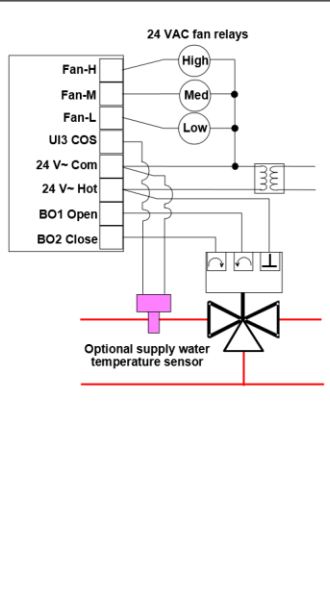 24 VAC fan relays
Fan-H
High
Fan-M
Med
Fan-L
Low
UI3 COS
24 V~ Com
24 V~ Hot
BO1 Open
BO2 Close
Optional supply water
temperature sensor